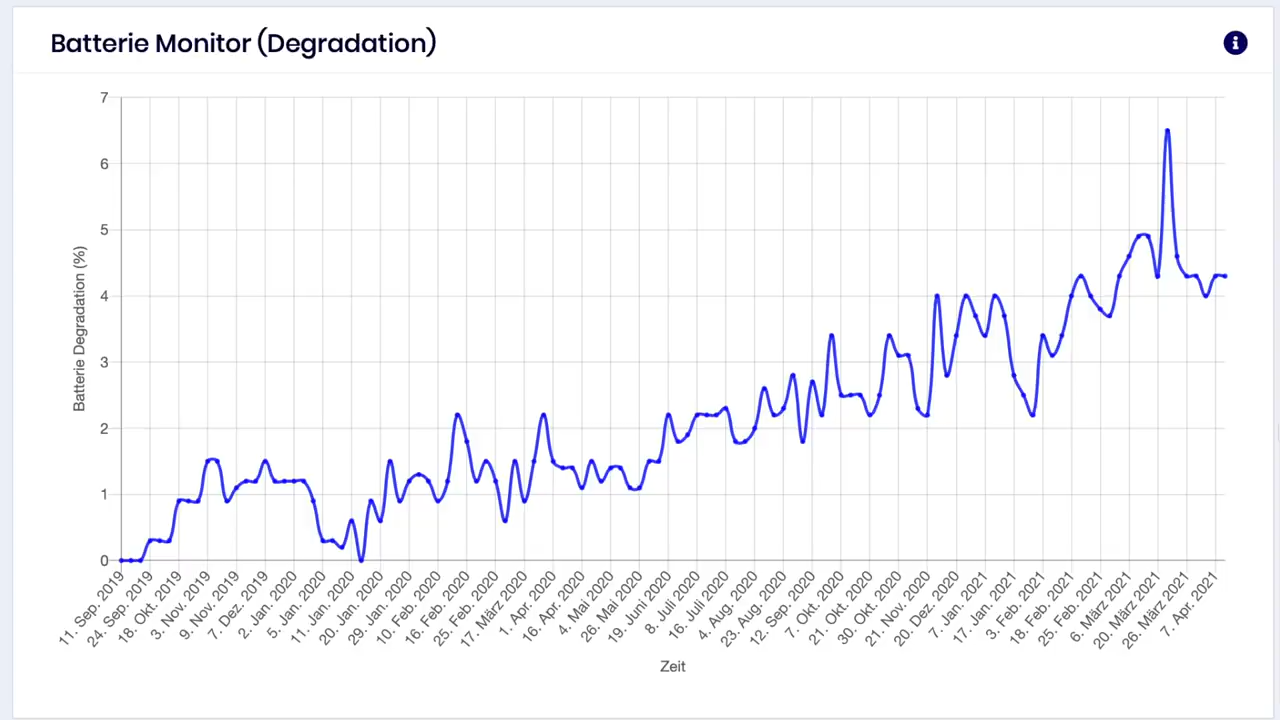 Batterie Monitor (Degradation)
7
6
5
4
3
2
1
0
Batterie Degradation (%)
11. Sep. 2019
24. Sep. 2019
18. Okt. 2019
3. Nov. 2019
9. Nov. 2019
7. Dez. 2019
2. Jan. 2020
5. Jan. 2020
11. Jan. 2020
20. Jan. 2020
29. Jan. 2020
10. Feb. 2020
16. Feb. 2020
25. Feb. 2020
17. März 2020
1. Apr. 2020
16. Apr. 2020
4. Mai 2020
26. Mai 2020
19. Juni 2020
8. Juli 2020
16. Juli 2020
4. Aug. 2020
23. Aug. 2020
12. Sep. 2020
7. Okt. 2020
21. Okt. 2020
30. Okt. 2020
21. Nov. 2020
20. Dez. 2020
7. Jan. 2021
17. Jan. 2021
3. Feb. 2021
18. Feb. 2021
25. Feb. 2021
6. März 2021
20. März 2021
26. März 2021
7. Apr. 2021
Zeit